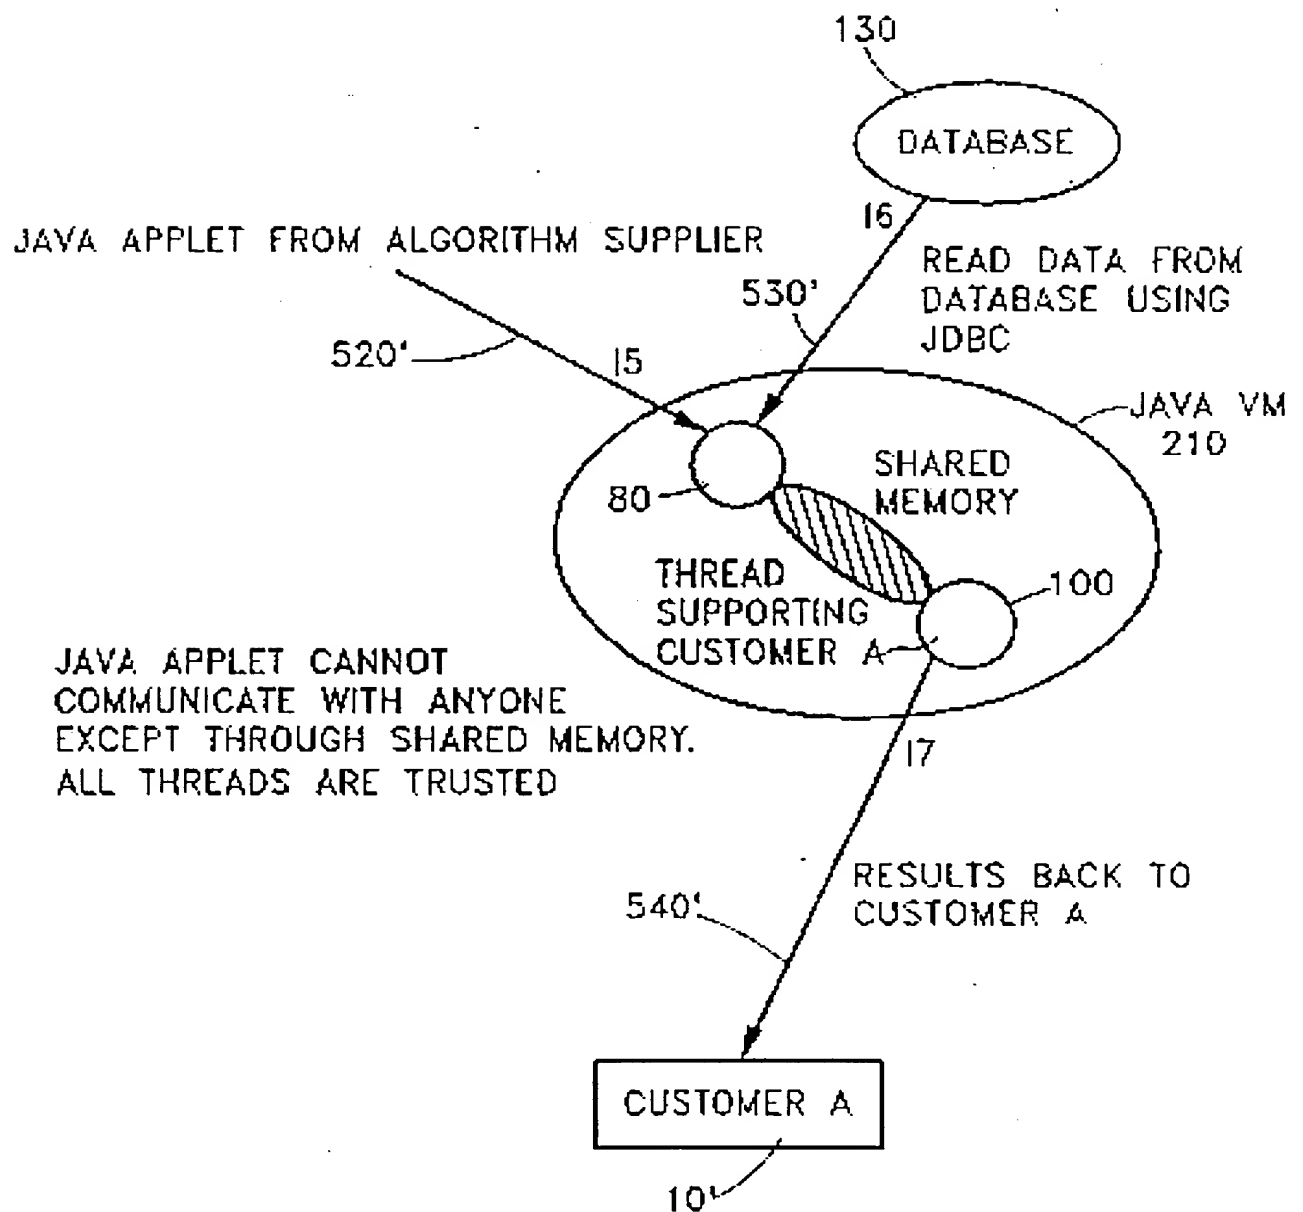 130
DATABASE
16
JAVA APPLET FROM ALGORITHM SUPPLIER
READ DATA FROM
DATABASE USING
JDBC
530'
520'
15
JAVA VM
210
SHARED
MEMORY
80
THREAD
SUPPORTING
CUSTOMER A
100
JAVA APPLET CANNOT
COMMUNICATE WITH ANYONE
EXCEPT THROUGH SHARED MEMORY.
ALL THREADS ARE TRUSTED
17
RESULTS BACK TO
CUSTOMER A
540'
CUSTOMER A
10'